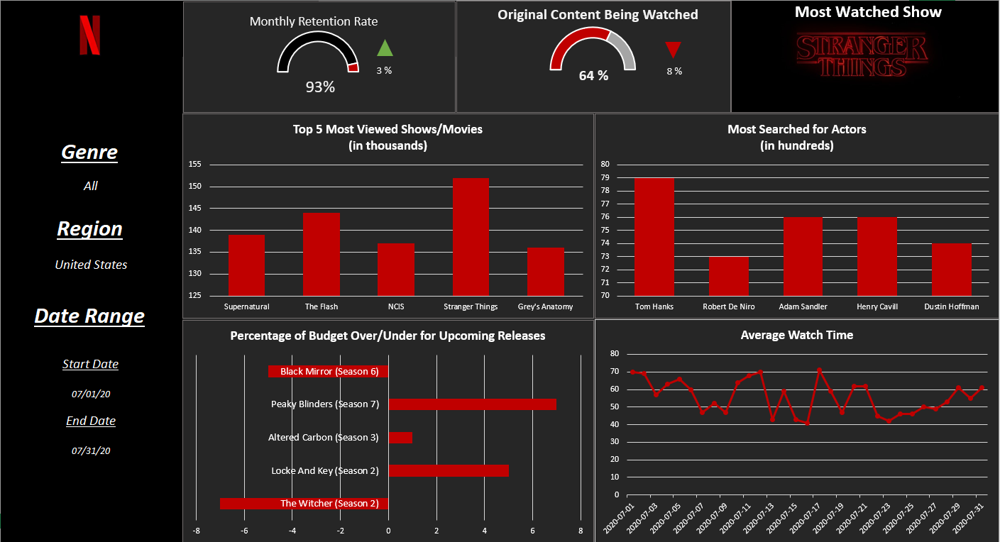 N
Genre
All
Region
United States
Date Range
Start Date
07/01/20
End Date
07/31/20
Monthly Retention Rate
3 %
93%
Original Content Being Watched
8 %
64 %
Most Watched Show
STRANGER
THINGS
Top 5 Most Viewed Shows/Movies
(in thousands)
155
150
145
140
135
130
125
Supernatural The Flash NCIS Stranger Things Grey's Anatomy
Most Searched for Actors
(in hundreds)
80
79
78
77
76
75
74
73
72
71
70
Tom Hanks Robert De Niro Adam Sandler Henry Cavill Dustin Hoffman
Percentage of Budget Over/Under for Upcoming Releases
Black Mirror (Season 6)
Peaky Blinders (Season 7)
Altered Carbon (Season 3)
Locke And Key (Season 2)
The Witcher (Season 2)
-8 -6 -4 -2 0 2 4 6 8
Average Watch Time
80
70
60
50
40
30
20
10
0
2020-07-01 2020-07-03 2020-07-05 2020-07-07 2020-07-09 2020-07-11 2020-07-13 2020-07-15 2020-07-17 2020-07-19 2020-07-21 2020-07-23 2020-07-25 2020-07-27 2020-07-29 2020-07-31